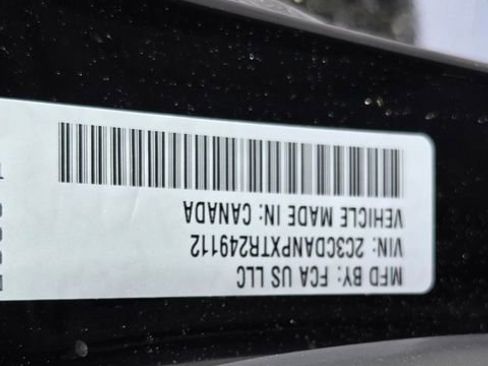 MFD BY: FCA US LLC
VIN: 2C3CDANPXTR249112
VEHICLE MADE IN: CANADA